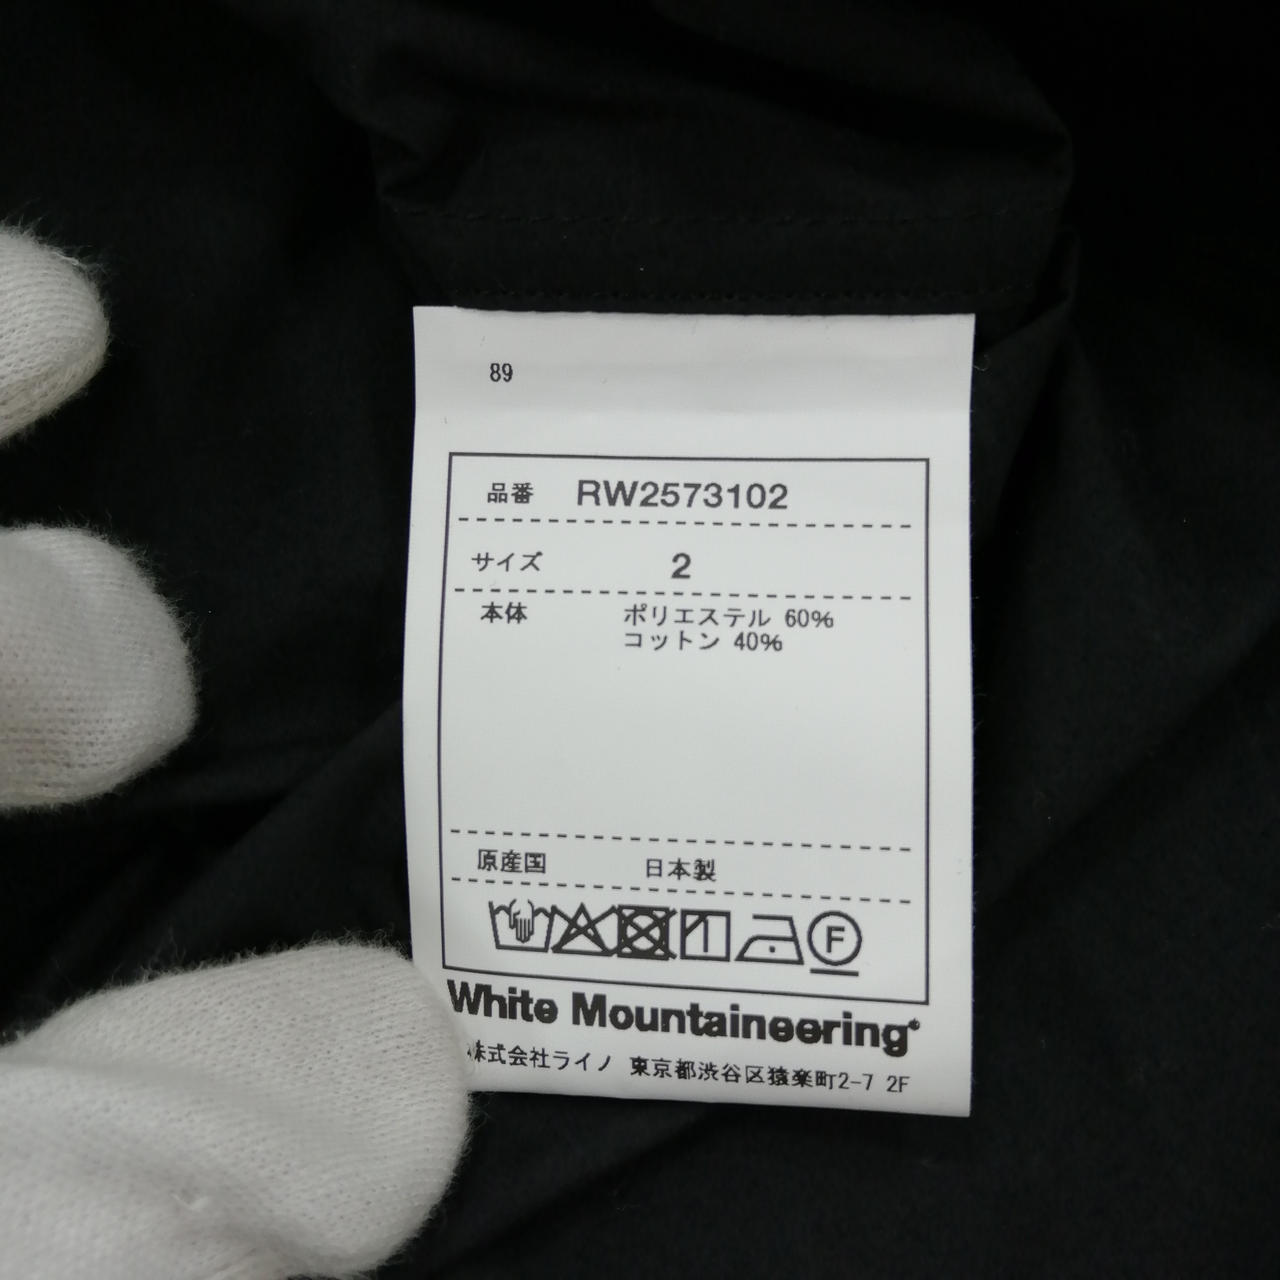 89
品番 RW2573102
サイズ 2
本体 ポリエステル 60%
コットン 40%
原産国 日本製
F
White Mountaineering®
株式会社ライノ 東京都渋谷区猿楽町2-7 2F